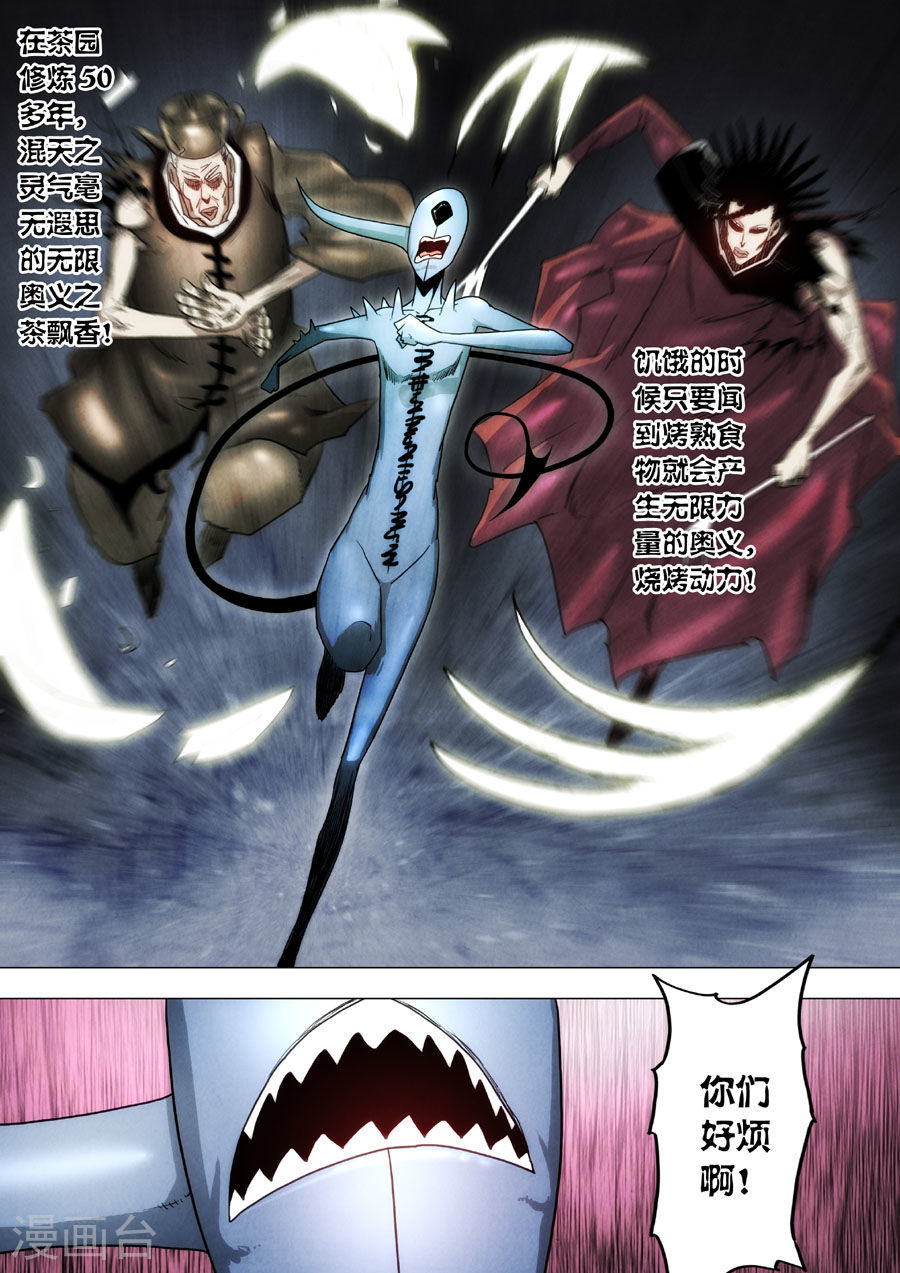 在茶园
修炼50
多年，
混天之
灵气毫
无遐思
的无限
奥义之
茶飘香！
饥饿的时
候只要闻
到烤熟食
物就会产
生无限力
量的奥义，
烧烤动力！
你们
好烦
啊！
漫画台